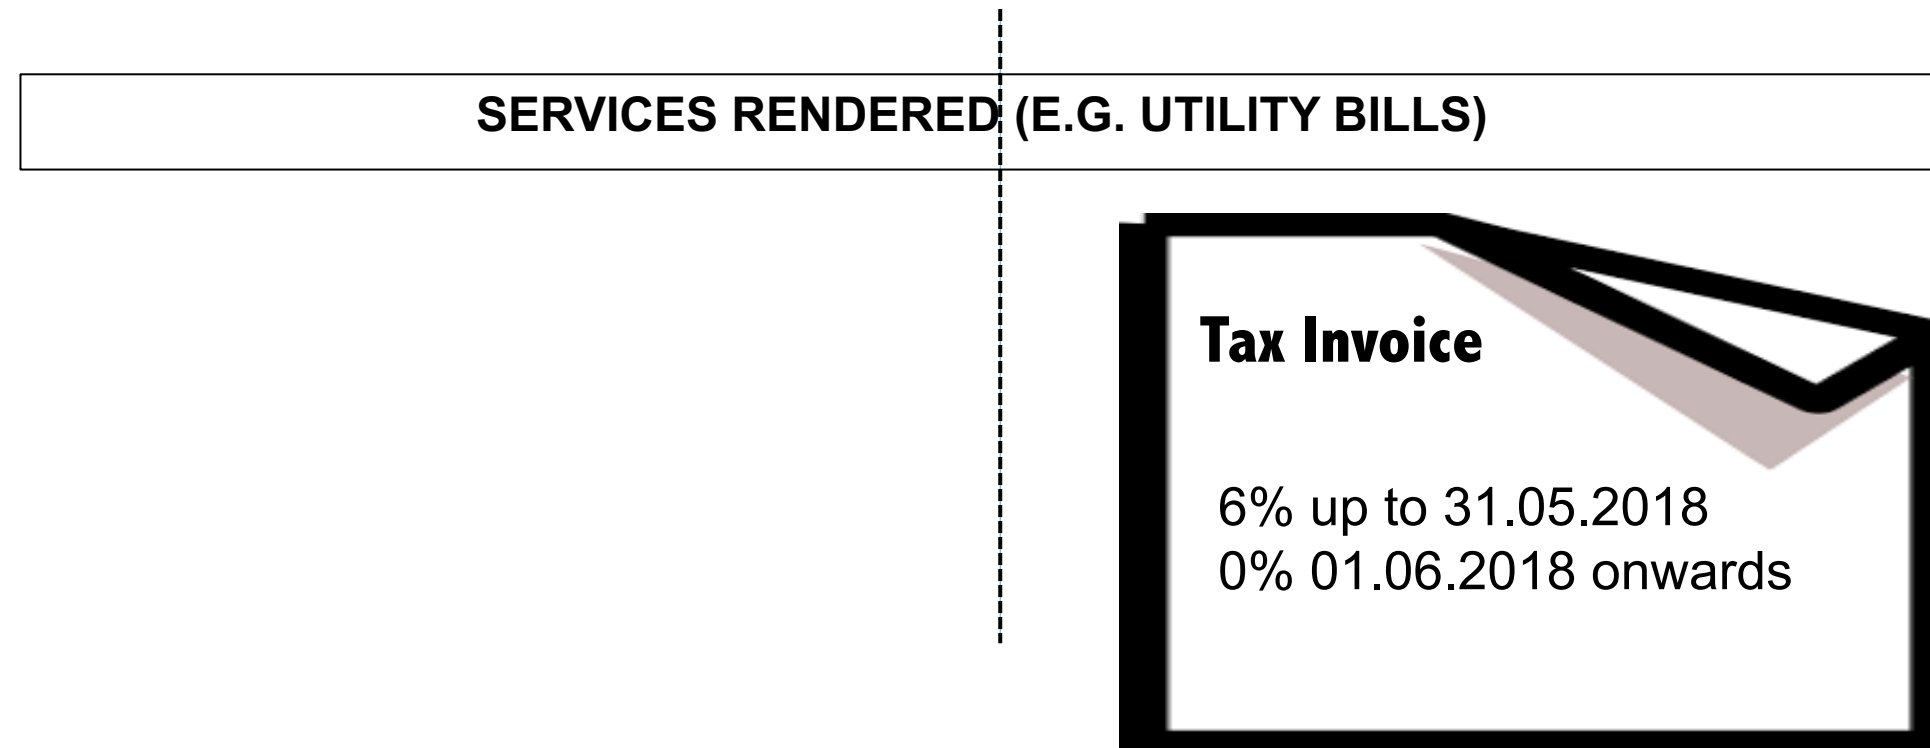 SERVICES RENDERED (E.G. UTILITY BILLS)
Tax Invoice
6% up to 31.05.2018
0% 01.06.2018 onwards